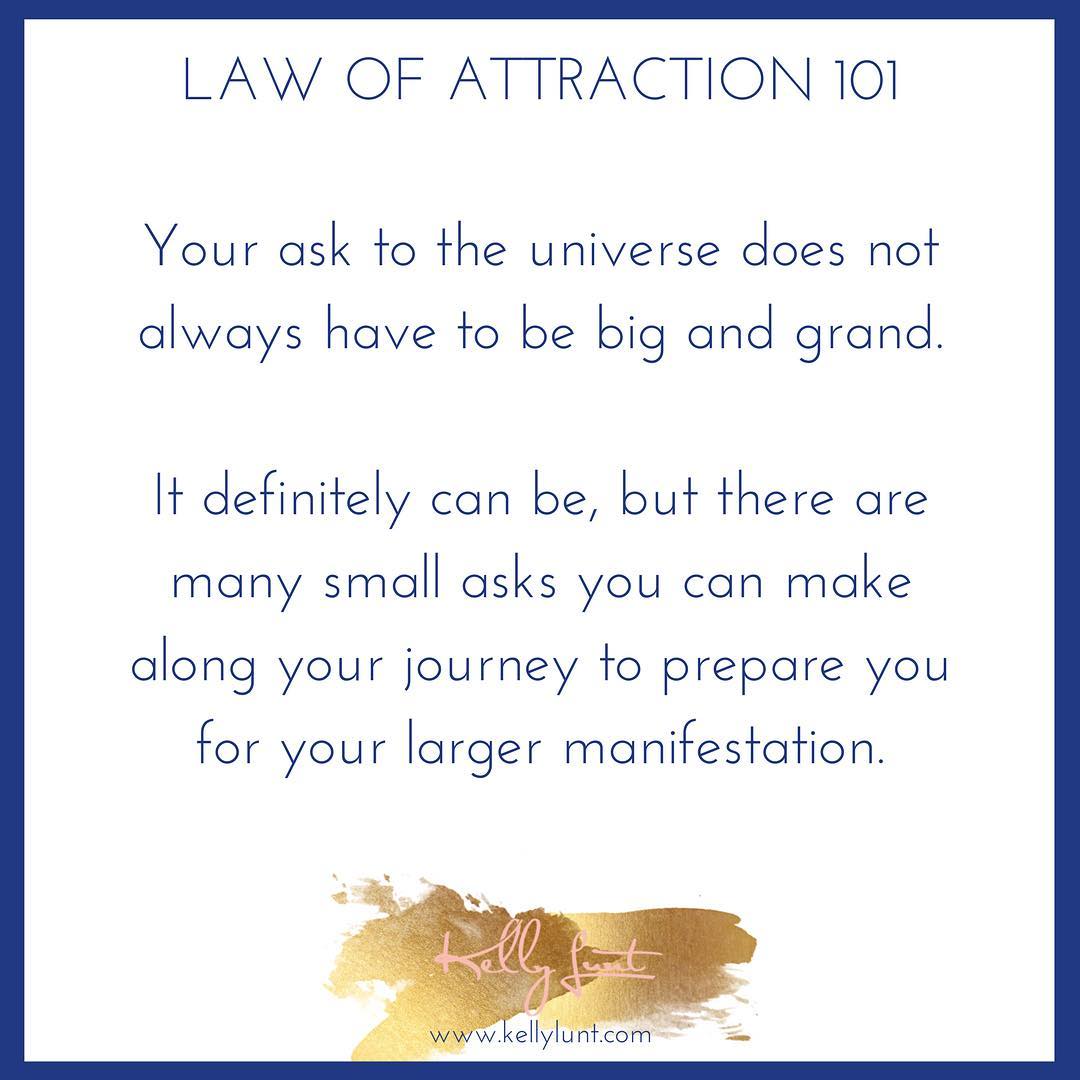 LAW OF ATTRACTION 101
Your ask to the universe does not
always have to be big and grand.
It definitely can be, but there are
many small asks you can make
along your journey to prepare you
for your larger manifestation.
Kelly Lunt
www.kellylunt.com